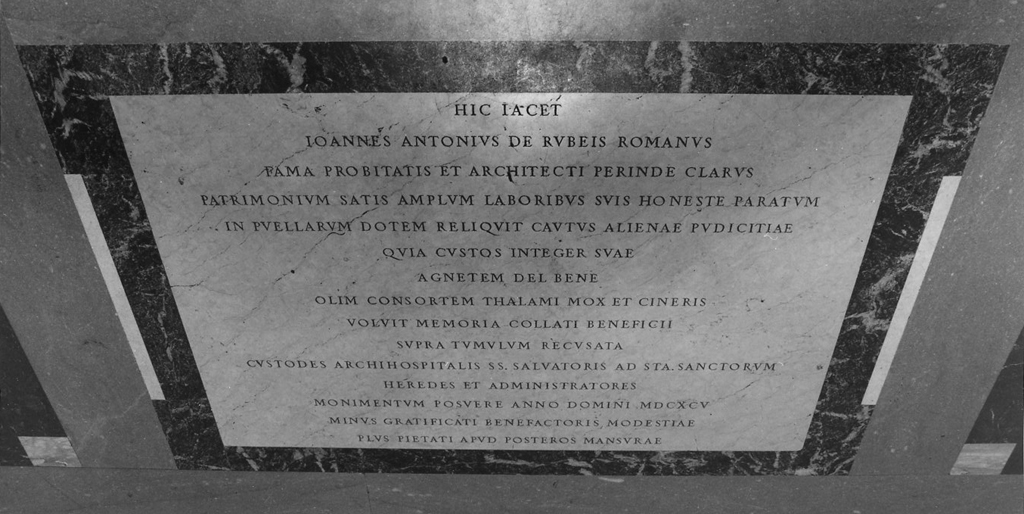 HIC IACET
IOANNES ANTONIVS DE RVBEIS ROMANVS
FAMA PROBITATIS ET ARCHITECTI PERINDE CLARVS
PATRIMONIVM SATIS AMPLVM LABORIBVS SVIS HONESTE PARATVM
IN PVELLARVM DOTEM RELIQVIT CAVTVS ALIENAE PVDICITIAE
QVIA CVSTOS INTEGER SVAE
AGNETEM DEL BENE
OLIM CONSORTEM THALAMI MOX ET CINERIS
VOLVIT MEMORIA COLLATI BENEFICII
SVPRA TVMVLVM RECVSATA
CVSTODES ARCHIHOSPITALIS SS. SALVATORIS AD STA. SANCTORVM
HEREDES ET ADMINISTRATORES
MONIMENTVM POSVERE ANNO DOMINI MDCXCV
MINVS GRATIFICATI BENEFACTORIS MODESTIAE
PLVS PIETATI APVD POSTEROS MANSVRAE